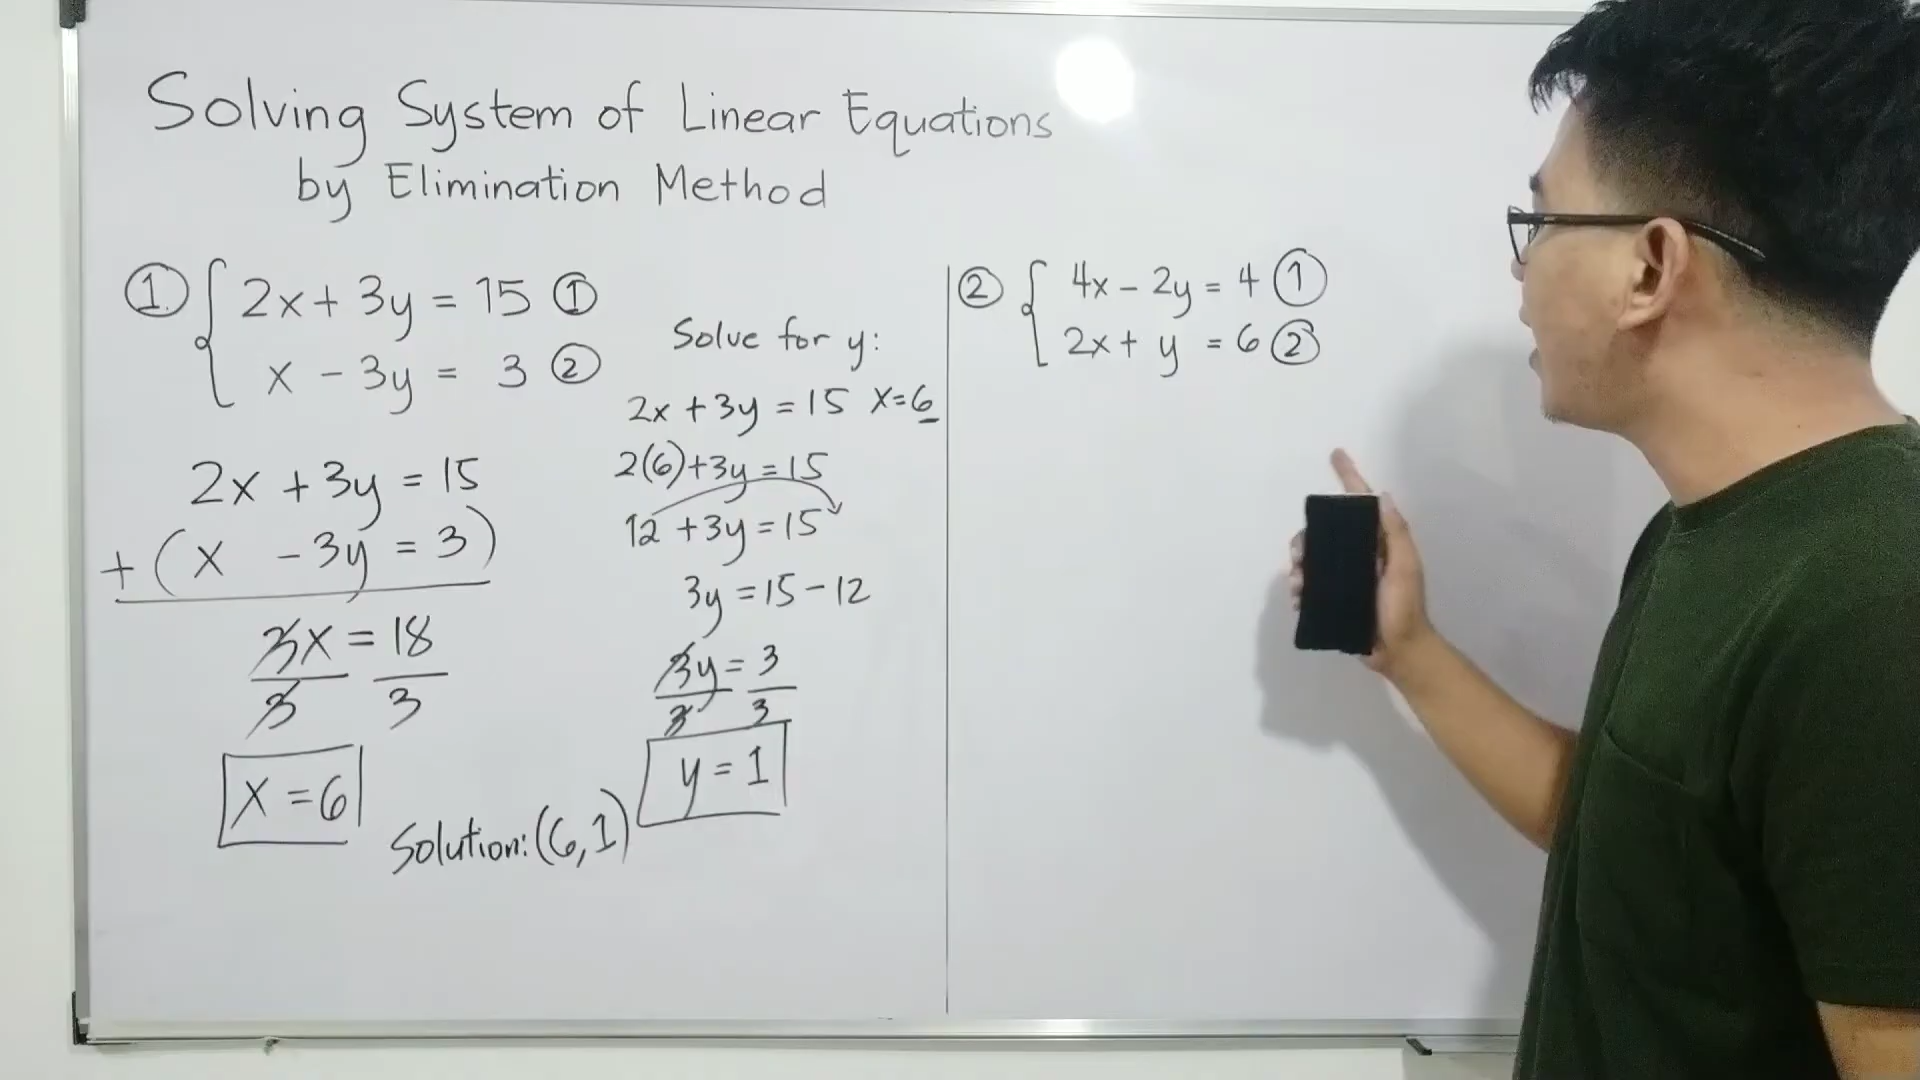 Solving System of Linear Equations
by Elimination Method
① { 2x + 3y = 15 ①
x - 3y = 3 ②
2x + 3y = 15
+ (x - 3y = 3)
3x = 18
3 3
x = 6
Solve for y:
2x + 3y = 15 x = 6
2(6) + 3y = 15
12 + 3y = 15
3y = 15 - 12
3y = 3
3 3
y = 1
Solution: (6, 1)
② { 4x - 2y = 4 ①
2x + y = 6 ②